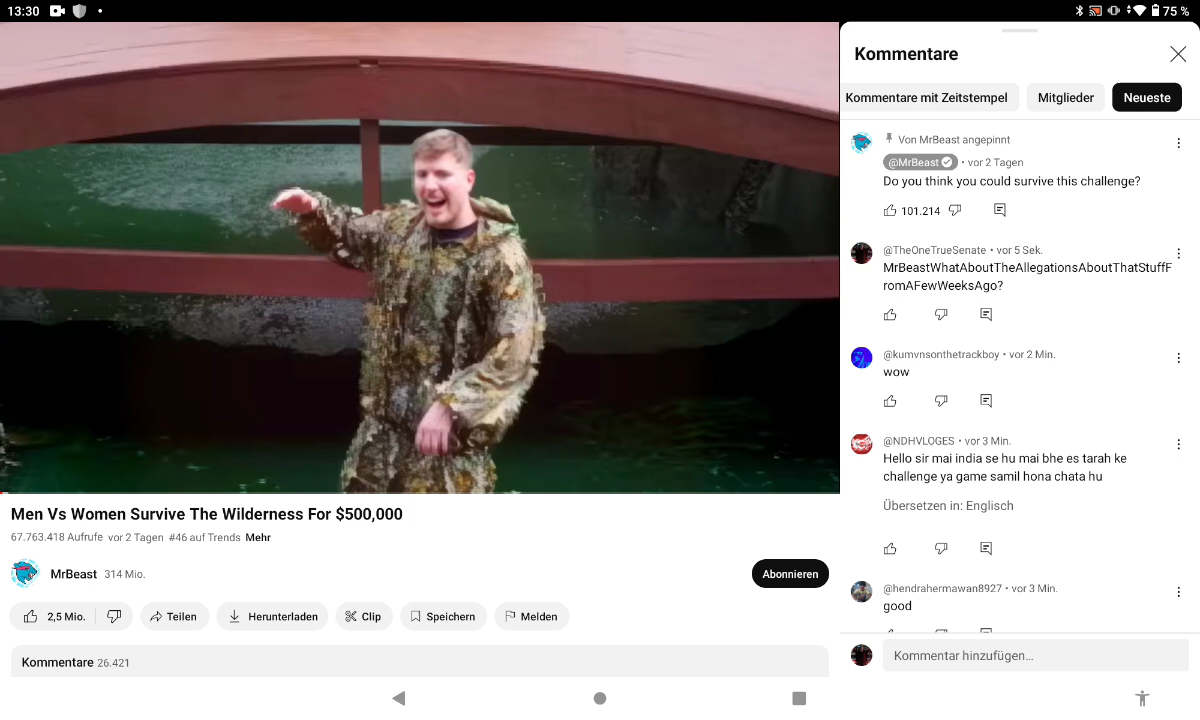 13:30
75 %
Kommentare
Kommentare mit Zeitstempel
Mitglieder
Neueste
Von MrBeast angepinnt
@MrBeast • vor 2 Tagen
Do you think you could survive this challenge?
101.214
@TheOneTrueSenate • vor 5 Sek.
MrBeastWhatAboutTheAllegationsAboutThatStuffF
romAFewWeeksAgo?
@kumvnsonthetrackboy • vor 2 Min.
wow
@NDHVLOGES • vor 3 Min.
Hello sir mai india se hu mai bhe es tarah ke
challenge ya game samil hona chata hu
Übersetzen in: Englisch
@hendrahermawan8927 • vor 3 Min.
good
Kommentar hinzufügen…
Men Vs Women Survive The Wilderness For $500,000
67.763.418 Aufrufe vor 2 Tagen #46 auf Trends Mehr
MrBeast 314 Mio.
Abonnieren
2,5 Mio.
Teilen
Herunterladen
Clip
Speichern
Melden
Kommentare 26.421